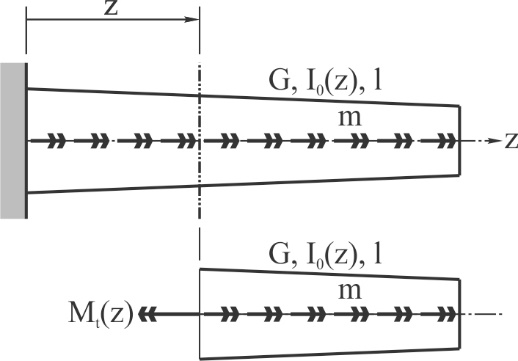 z
G, I₀(z), l
m
z
G, I₀(z), l
m
Mₜ(z)